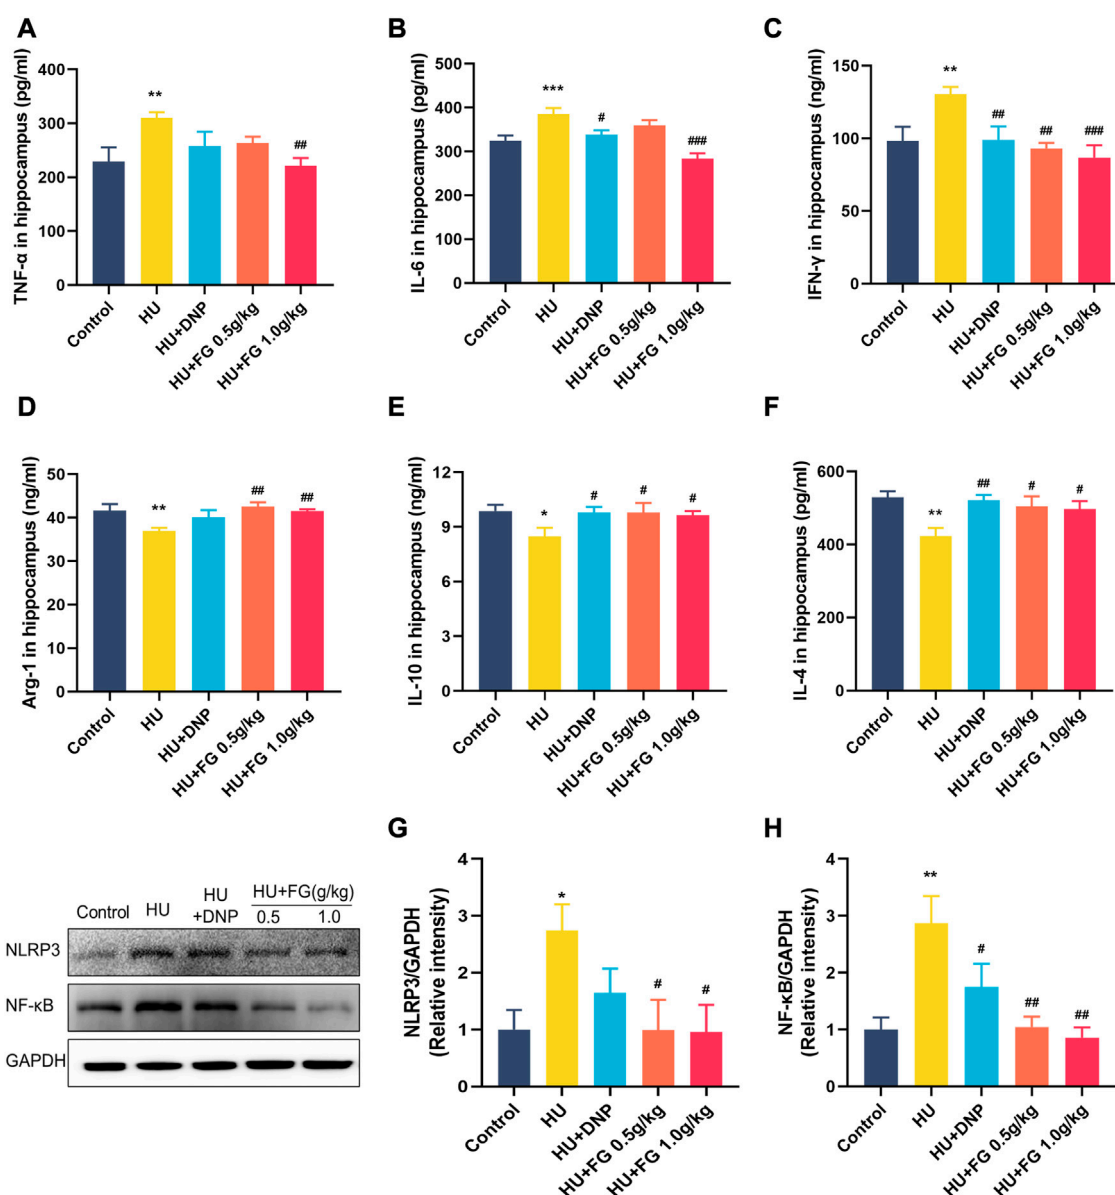 A
TNF-α in hippocampus (pg/ml)
400
300
200
100
0
**
##
Control
HU
HU+DNP
HU+FG 0.5g/kg
HU+FG 1.0g/kg
B
IL-6 in hippocampus (pg/ml)
500
400
300
200
100
0
***
#
###
Control
HU
HU+DNP
HU+FG 0.5g/kg
HU+FG 1.0g/kg
C
IFN-γ in hippocampus (ng/ml)
150
100
50
0
**
##
##
###
Control
HU
HU+DNP
HU+FG 0.5g/kg
HU+FG 1.0g/kg
D
Arg-1 in hippocampus (ng/ml)
50
40
30
20
10
0
**
##
##
Control
HU
HU+DNP
HU+FG 0.5g/kg
HU+FG 1.0g/kg
E
IL-10 in hippocampus (ng/ml)
12
9
6
3
0
*
#
#
#
Control
HU
HU+DNP
HU+FG 0.5g/kg
HU+FG 1.0g/kg
F
IL-4 in hippocampus (pg/ml)
600
400
200
0
**
##
#
#
Control
HU
HU+DNP
HU+FG 0.5g/kg
HU+FG 1.0g/kg
Control
HU
HU
+DNP
HU+FG(g/kg)
0.5
1.0
NLRP3
NF-κB
GAPDH
G
NLRP3/GAPDH
(Relative intensity)
4
3
2
1
0
*
#
#
Control
HU
HU+DNP
HU+FG 0.5g/kg
HU+FG 1.0g/kg
H
NF-κB/GAPDH
(Relative intensity)
4
3
2
1
0
**
#
##
##
Control
HU
HU+DNP
HU+FG 0.5g/kg
HU+FG 1.0g/kg